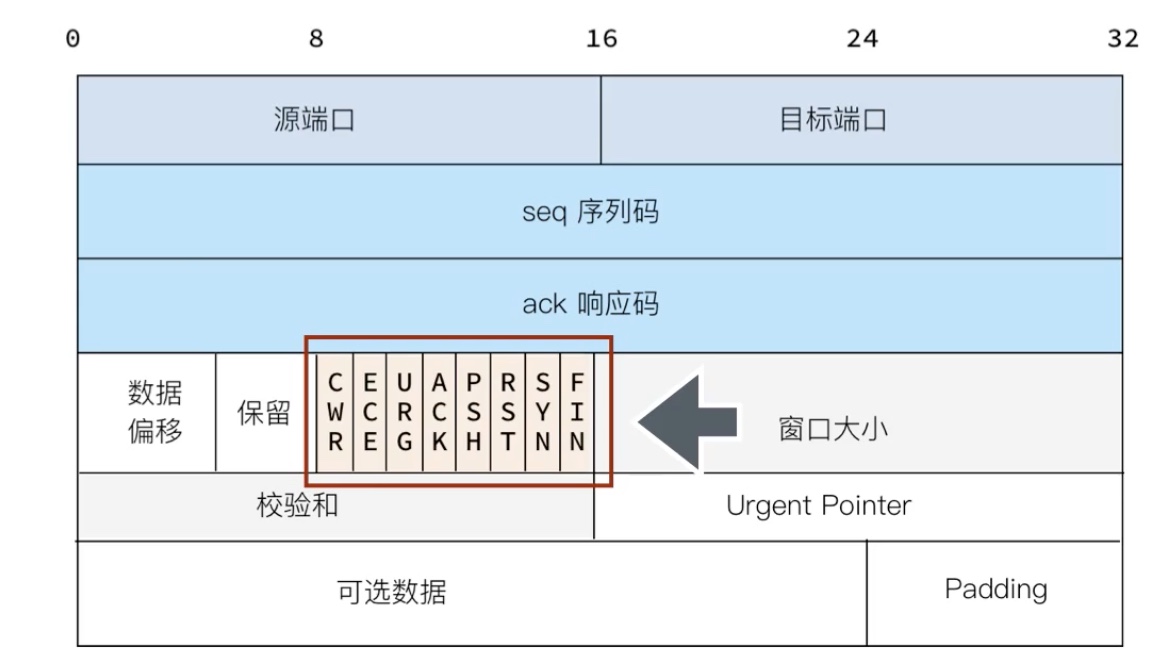 0 8 16 24 32
源端口 目标端口
seq 序列码
ack 响应码
数据
偏移
保留
CWR
ECE
URG
ACK
PSH
RST
SYN
FIN
窗口大小
校验和 Urgent Pointer
可选数据 Padding